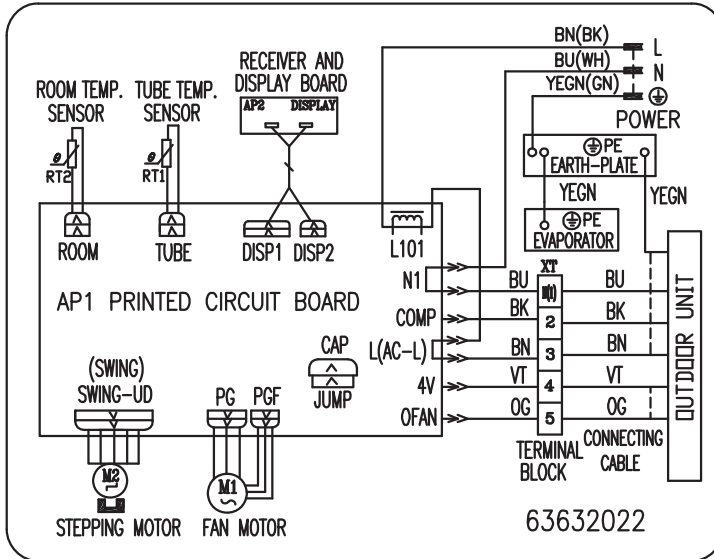 BN(BK)
L
BU(WH)
N
YEGN(GN)
POWER
RECEIVER AND
DISPLAY BOARD
AP2 DISPLAY
ROOM TEMP.
SENSOR
TUBE TEMP.
SENSOR
θ
RT2
θ
RT1
PE
EARTH-PLATE
YEGN
YEGN
PE
EVAPORATOR
ROOM
TUBE
DISP1
DISP2
L101
AP1 PRINTED CIRCUIT BOARD
N1
COMP
L(AC-L)
4V
OFAN
XT
BU
N(1)
BU
BK
2
BK
BN
3
BN
VT
4
VT
OG
5
OG
OUTDOOR UNIT
TERMINAL
BLOCK
CONNECTING
CABLE
CAP
JUMP
(SWING)
SWING-UD
PG
PGF
M2
M1
STEPPING MOTOR
FAN MOTOR
63632022